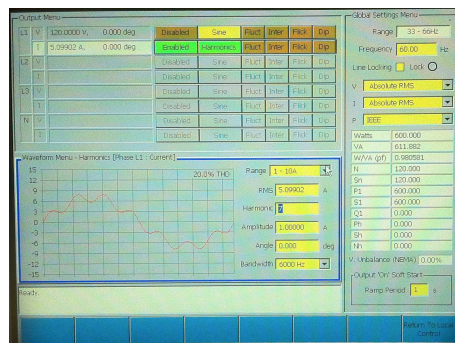 Output Menu
L1 V 120.0000 V, 0.000 deg Disabled Sine Fluct Inter Flick Dip
I 5.09902 A, 0.000 deg Enabled Harmonics Fluct Inter Flick Dip
L2 V Disabled Sine Fluct Inter Flick Dip
I Disabled Sine Fluct Inter Flick Dip
L3 V Disabled Sine Fluct Inter Flick Dip
I Disabled Sine Fluct Inter Flick Dip
N V Disabled Sine Fluct Inter Flick Dip
I Disabled Sine Fluct Inter Flick Dip
Waveform Menu - Harmonics [Phase L1 : Current]
15
12
9
6
3
0
-3
-6
-9
-12
-15
20.0% THD
Range 1 - 10A
RMS 5.09902 A
Harmonic 7
Amplitude 1.00000 A
Angle 0.000 deg
Bandwidth 6000 Hz
Ready.
Global Settings Menu
Range 33 - 66Hz
Frequency 60.00 Hz
Line Locking Lock
V Absolute RMS
I Absolute RMS
P IEEE
Watts 600.000
VA 611.882
W/VA (pf) 0.980581
N 120.000
Sn 120.000
P1 600.000
S1 600.000
Q1 0.000
Ph 0.000
Sh 0.000
Nh 0.000
V. Unbalance (NEMA) 0.00%
Output 'On' Soft Start
Ramp Period 1 s
Return To Local
Control